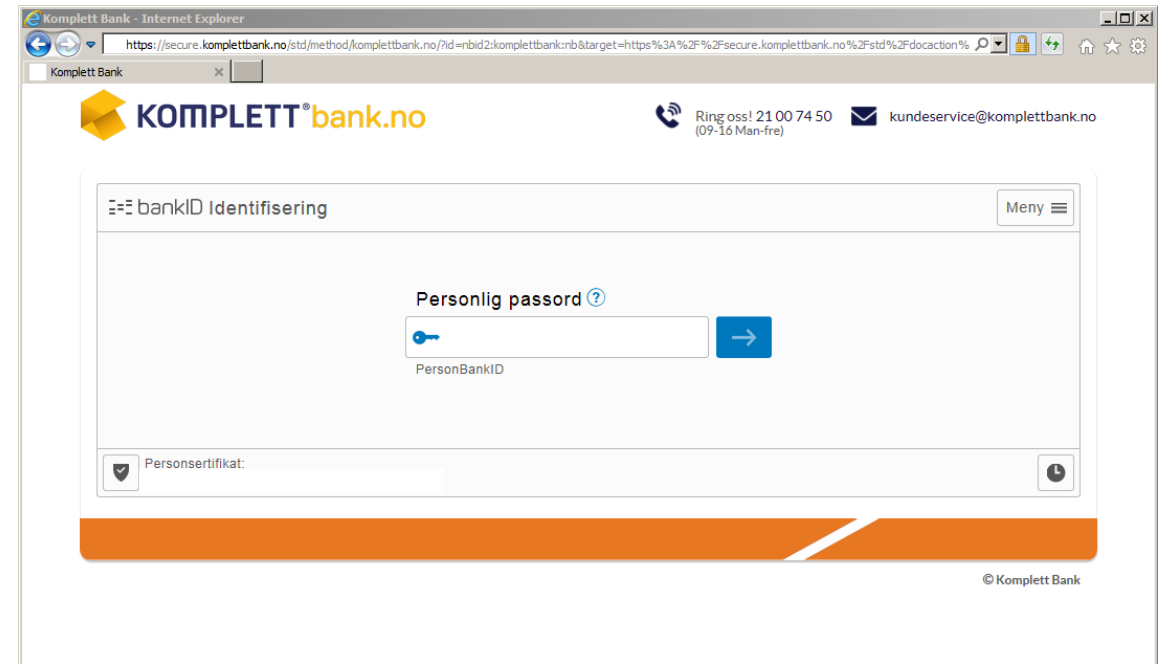 Komplett Bank - Internet Explorer
https://secure.komplettbank.no/std/method/komplettbank.no/?id=nbid2:komplettbank:nb&target=https%3A%2F%2Fsecure.komplettbank.no%2Fstd%2Fdocaction%
Komplett Bank
KOMPLETT®bank.no
Ring oss! 21 00 74 50
(09-16 Man-fre)
kundeservice@komplettbank.no
bankID Identifisering
Meny
Personlig passord ?
PersonBankID
Personsertifikat:
© Komplett Bank